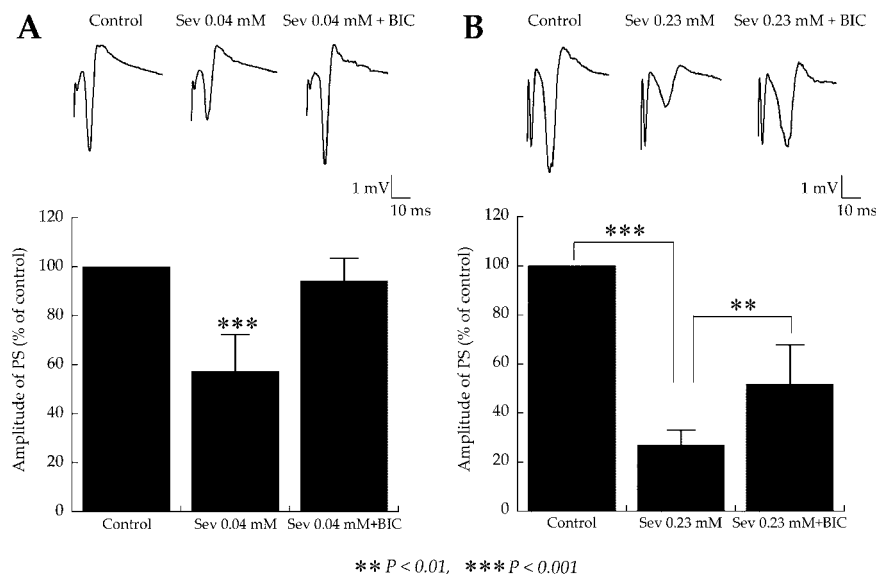 A
Control Sev 0.04 mM Sev 0.04 mM + BIC
1 mV
10 ms
Amplitude of PS (% of control)
120
100
80
60
40
20
0
***
Control Sev 0.04 mM Sev 0.04 mM+BIC
B
Control Sev 0.23 mM Sev 0.23 mM + BIC
1 mV
10 ms
Amplitude of PS (% of control)
120
100
80
60
40
20
0
***
**
Control Sev 0.23 mM Sev 0.23 mM+BIC
** P < 0.01, *** P < 0.001